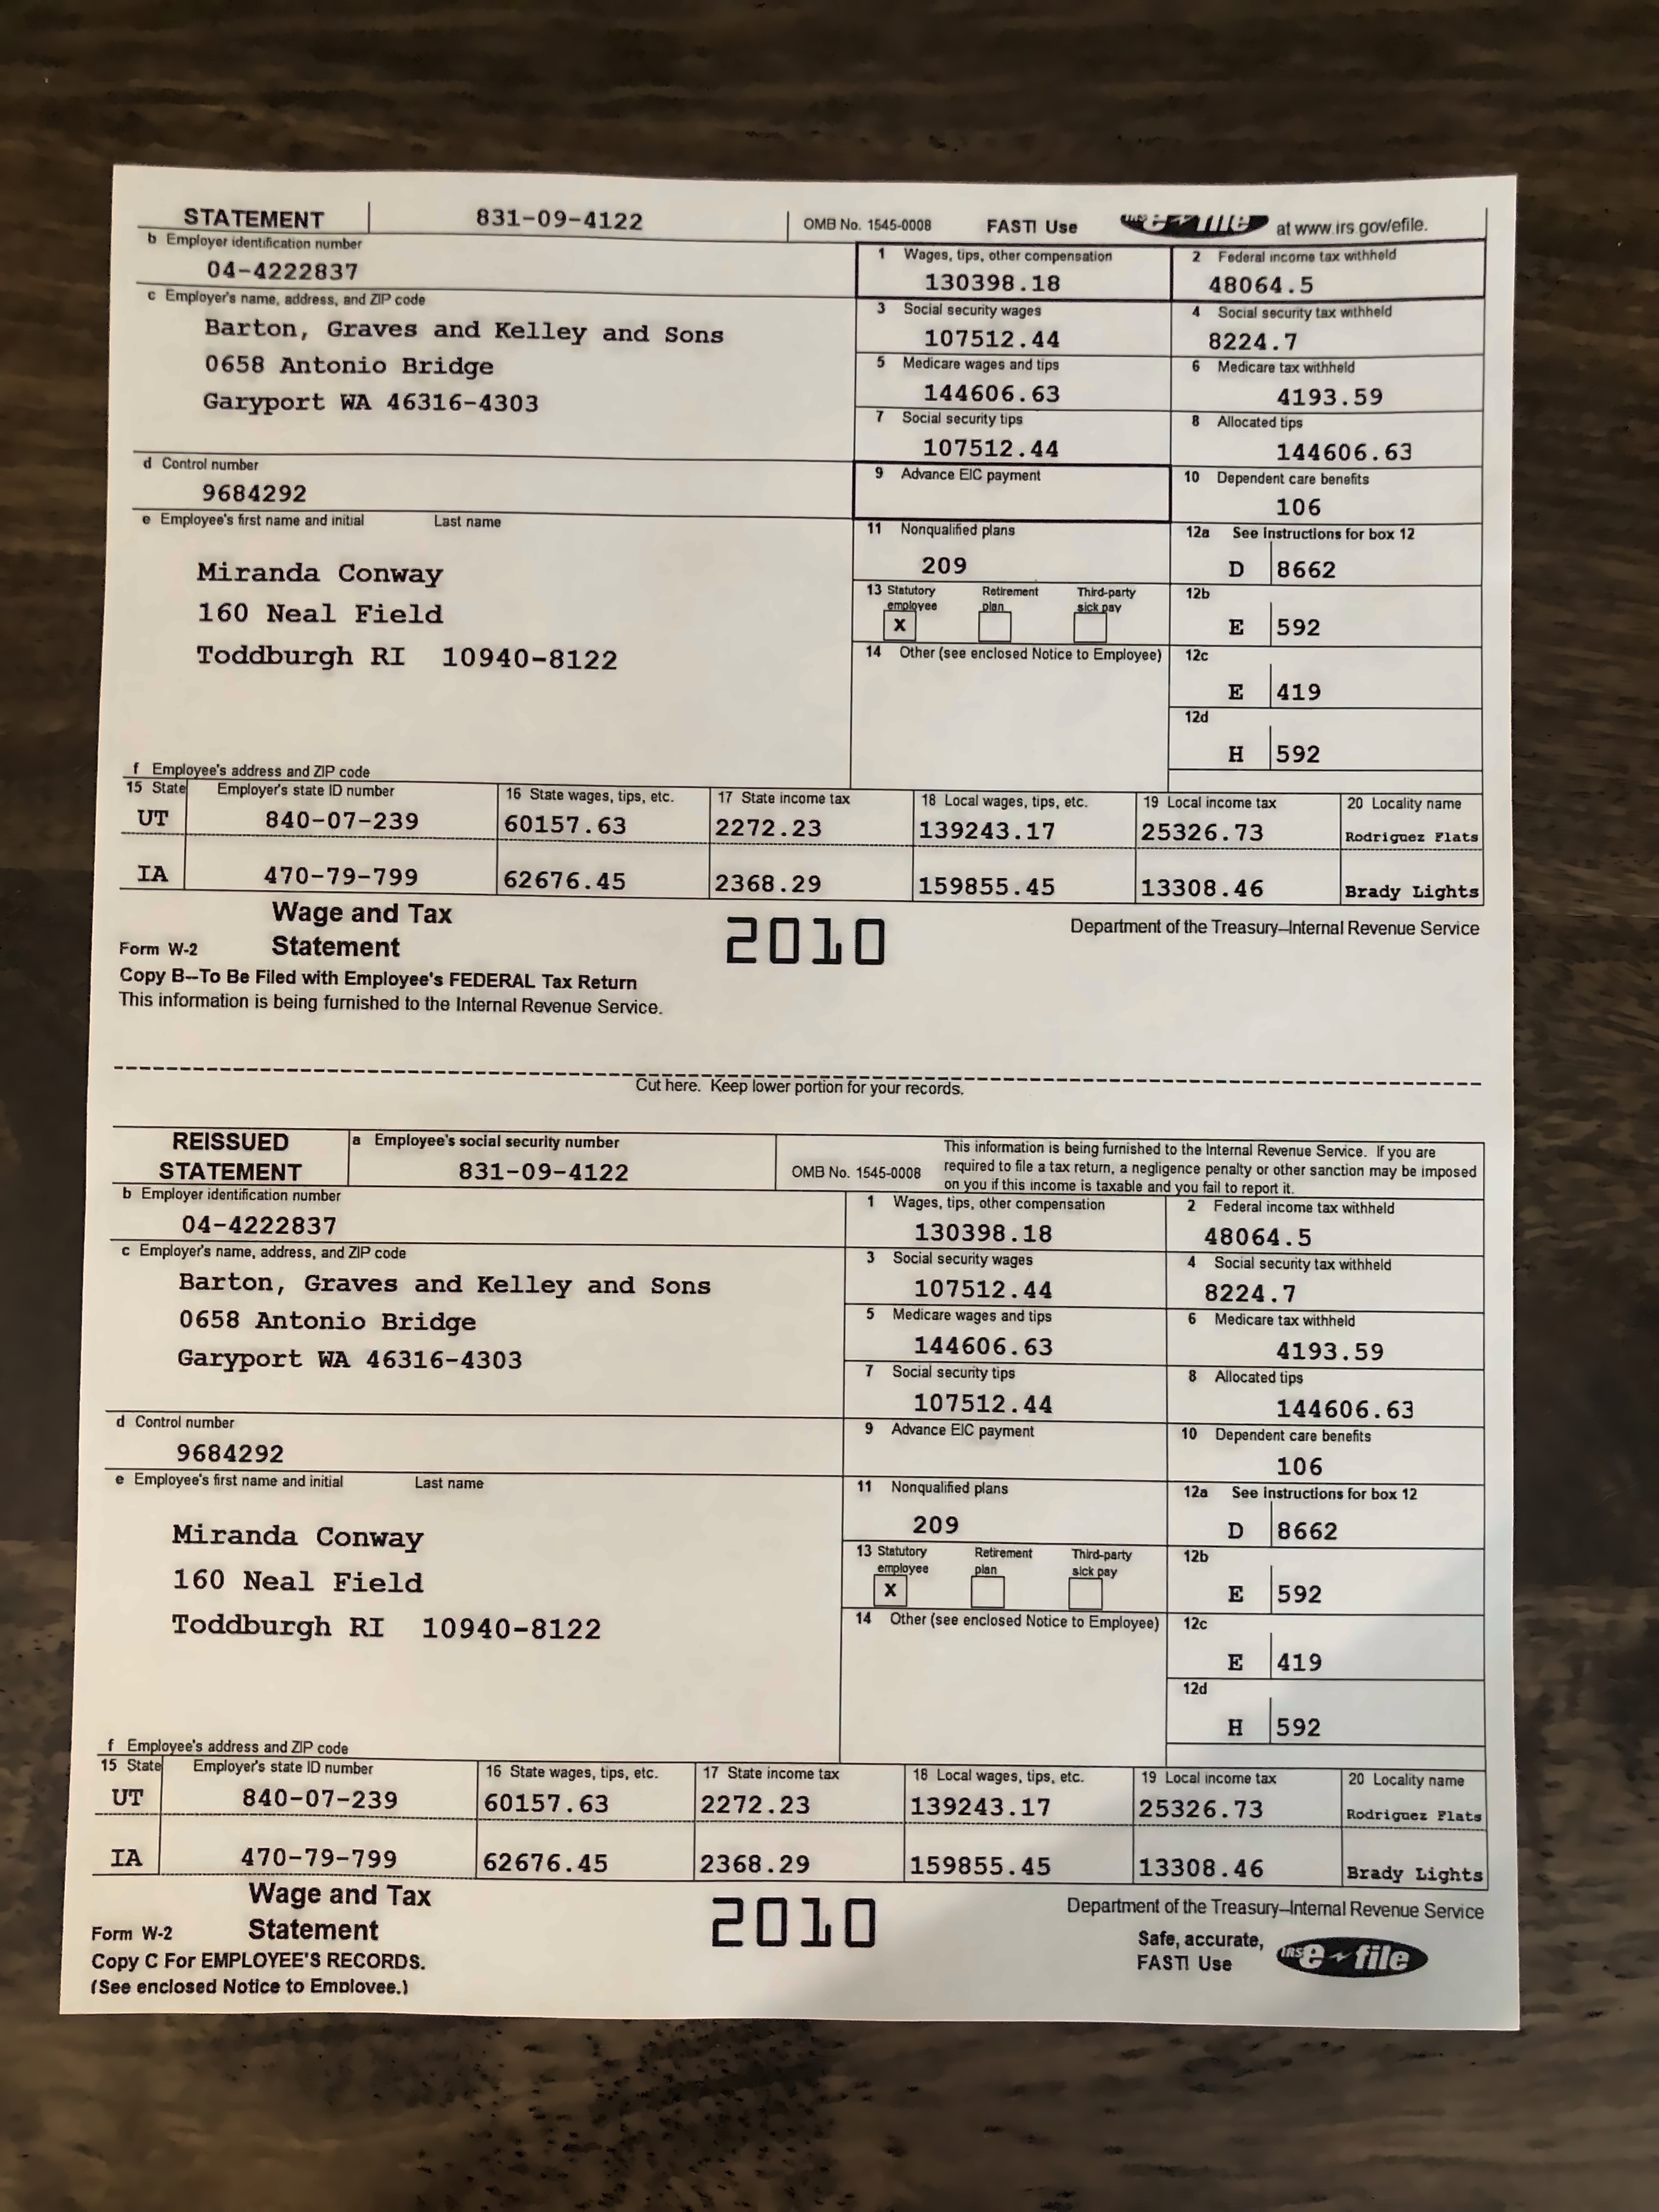 STATEMENT 831-09-4122 OMB No. 1545-0008 FAST! Use at www.irs gov/efile.
b Employer identification number 1 Wages, tips, other compensation 2 Federal income tax withheld
04-4222837 130398.18 48064.5
c Employer's name, address, and ZIP code 3 Social security wages 4 Social security tax withheld
Barton, Graves and Kelley and Sons 107512.44 8224.7
0658 Antonio Bridge 5 Medicare wages and tips 6 Medicare tax withheld
Garyport WA 46316-4303 144606.63 4193.59
7 Social security tips 8 Allocated tips
107512.44 144606.63
d Control number 9 Advance EIC payment 10 Dependent care benefits
9684292 106
e Employee's first name and initial Last name 11 Nonqualified plans 12a See instructions for box 12
209 D 8662
Miranda Conway 13 Statutory employee Retirement plan Third-party sick pay 12b
160 Neal Field X E 592
Toddburgh RI 10940-8122 14 Other (see enclosed Notice to Employee) 12c
E 419
12d
H 592
f Employee's address and ZIP code
15 State Employer's state ID number 16 State wages, tips, etc. 17 State income tax 18 Local wages, tips, etc. 19 Local income tax 20 Locality name
UT 840-07-239 60157.63 2272.23 139243.17 25326.73 Rodriguez Flats
IA 470-79-799 62676.45 2368.29 159855.45 13308.46 Brady Lights
Wage and Tax
Form W-2 Statement 2010 Department of the Treasury--Internal Revenue Service
Copy B--To Be Filed with Employee's FEDERAL Tax Return
This information is being furnished to the Internal Revenue Service.
Cut here. Keep lower portion for your records.
REISSUED a Employee's social security number This information is being furnished to the Internal Revenue Service. If you are
STATEMENT 831-09-4122 OMB No. 1545-0008 required to file a tax return, a negligence penalty or other sanction may be imposed
on you if this income is taxable and you fail to report it.
b Employer identification number 1 Wages, tips, other compensation 2 Federal income tax withheld
04-4222837 130398.18 48064.5
c Employer's name, address, and ZIP code 3 Social security wages 4 Social security tax withheld
Barton, Graves and Kelley and Sons 107512.44 8224.7
0658 Antonio Bridge 5 Medicare wages and tips 6 Medicare tax withheld
Garyport WA 46316-4303 144606.63 4193.59
7 Social security tips 8 Allocated tips
107512.44 144606.63
d Control number 9 Advance EIC payment 10 Dependent care benefits
9684292 106
e Employee's first name and initial Last name 11 Nonqualified plans 12a See instructions for box 12
209 D 8662
Miranda Conway 13 Statutory employee Retirement plan Third-party sick pay 12b
160 Neal Field X E 592
Toddburgh RI 10940-8122 14 Other (see enclosed Notice to Employee) 12c
E 419
12d
H 592
f Employee's address and ZIP code
15 State Employer's state ID number 16 State wages, tips, etc. 17 State income tax 18 Local wages, tips, etc. 19 Local income tax 20 Locality name
UT 840-07-239 60157.63 2272.23 139243.17 25326.73 Rodriguez Flats
IA 470-79-799 62676.45 2368.29 159855.45 13308.46 Brady Lights
Wage and Tax
Form W-2 Statement 2010 Department of the Treasury--Internal Revenue Service
Copy C For EMPLOYEE'S RECORDS. Safe, accurate,
(See enclosed Notice to Employee.) FAST! Use IRS e~file